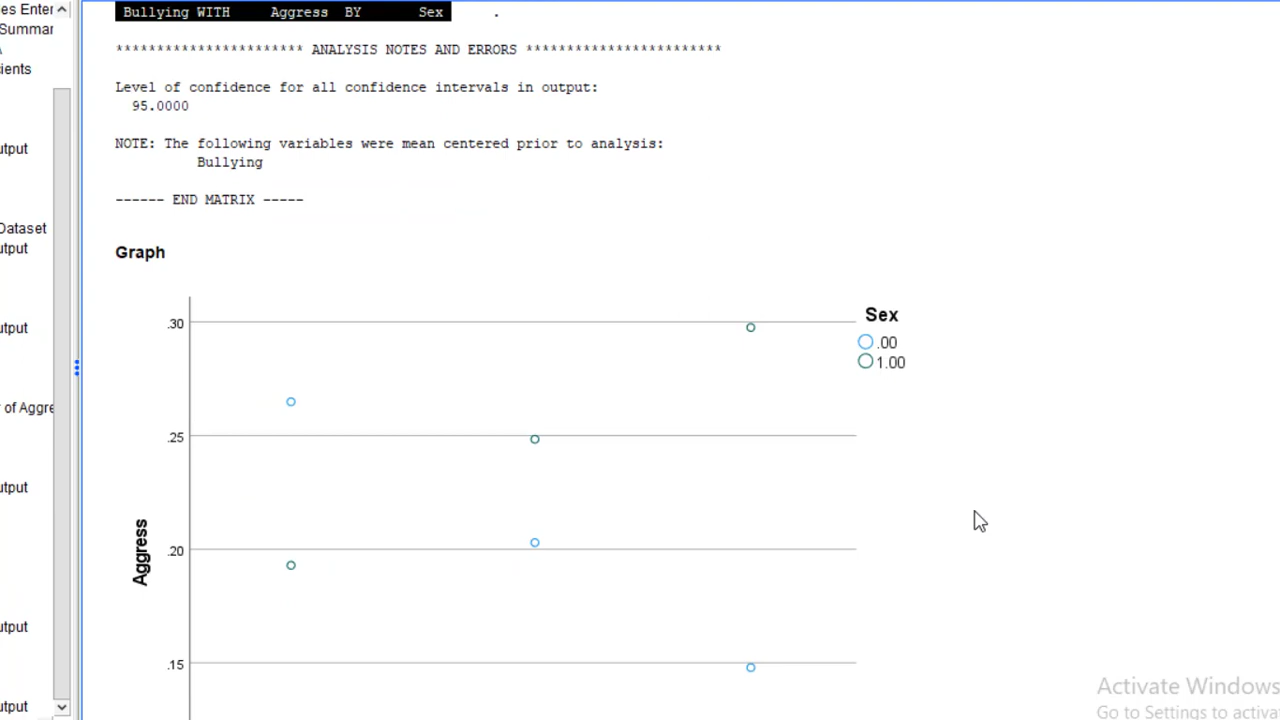 es Enter
Summar
ients
utput
Dataset
utput
utput
of Aggre
utput
utput
utput
Bullying WITH Aggress BY Sex .
*********************** ANALYSIS NOTES AND ERRORS ************************
Level of confidence for all confidence intervals in output:
95.0000
NOTE: The following variables were mean centered prior to analysis:
Bullying
------ END MATRIX -----
Graph
Sex
.00
1.00
.30
.25
.20
.15
Aggress
Activate Windows
Go to Settings to activa